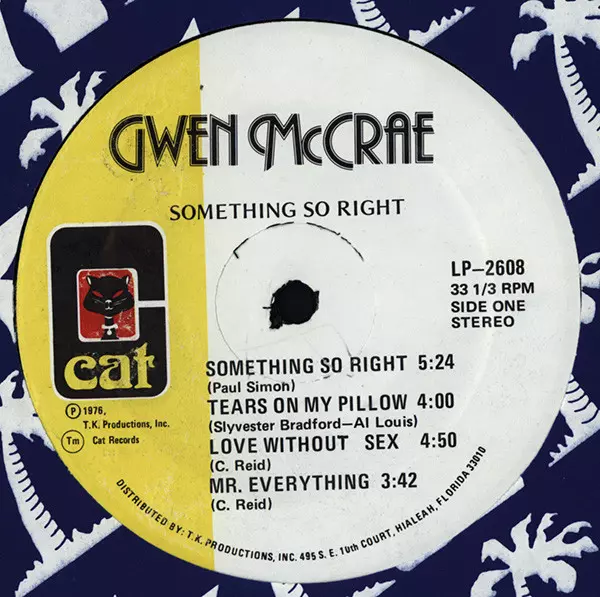 GWEN McCRAE
SOMETHING SO RIGHT
LP-2608
33 1/3 RPM
SIDE ONE
STEREO
cat
SOMETHING SO RIGHT 5:24
(Paul Simon)
TEARS ON MY PILLOW 4:00
(Slyvester Bradford-Al Louis)
LOVE WITHOUT SEX 4:50
(C. Reid)
MR. EVERYTHING 3:42
(C. Reid)
Ⓟ 1976,
T.K. Productions, Inc.
Tm Cat Records
DISTRIBUTED BY: T.K. PRODUCTIONS, INC. 495 S. E. 10th COURT, HIALEAH, FLORIDA 33010